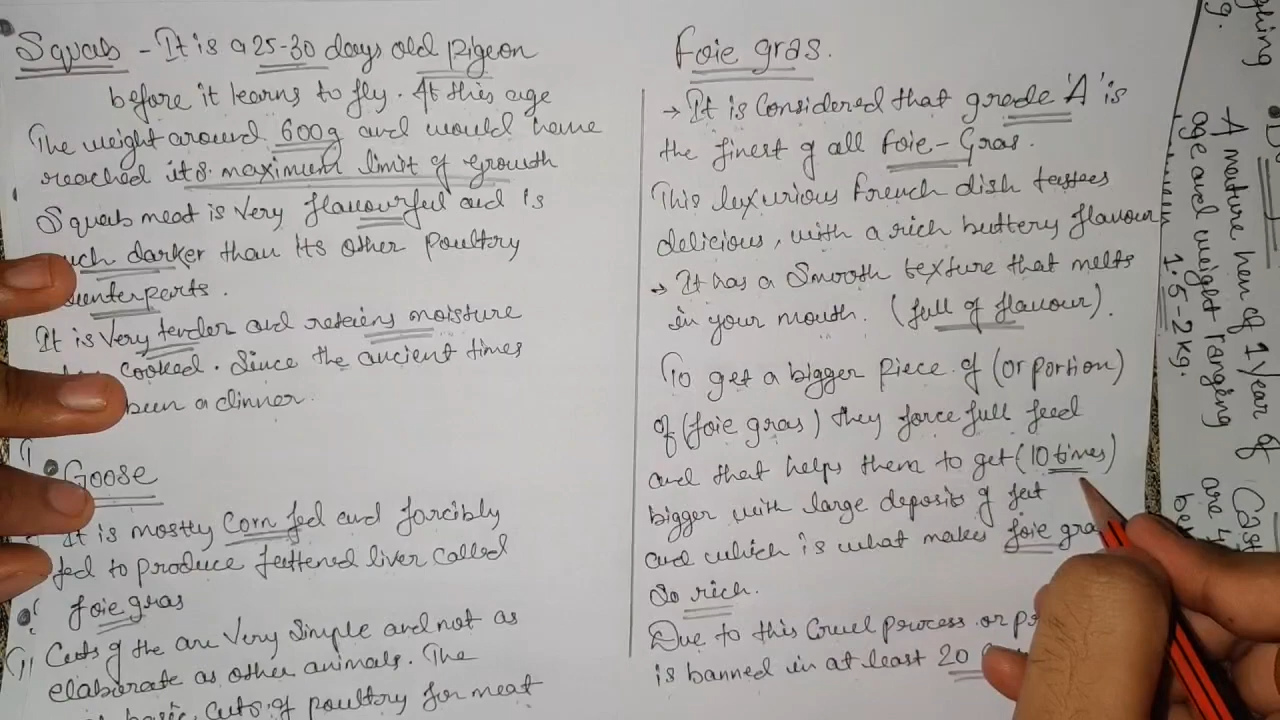 Squab - It is a 25-30 days old pigeon
before it learns to fly. At this age
The weight around 600g and would have
reached its maximum limit of growth
Squab meat is very flavourful and is
uch darker than its other poultry
unterparts.
It is very tender and retains moisture
cooked. Since the ancient times
been a dinner.
Goose
It is mostly corn fed and forcibly
fed to produce fattened liver called
foie gras
Cuts of the are very simple and not as
elaborate as other animals. The
basic cuts of poultry for meat
Foie gras.
→ It is considered that grade 'A' is
the finest of all foie-Gras.
This luxurious French dish tastes
delicious, with a rich buttery flavour
→ It has a smooth texture that melts
in your mouth. (full of flavour).
To get a bigger piece of (or portion)
of (foie gras) they force full feed
and that helps them to get (10 times)
bigger with large deposits of fat
and which is what makes foie gra
so rich.
Due to this cruel process or pr
is banned in at least 20
A mature hen of 1 year of
age and weight ranging
1.5-2kg.